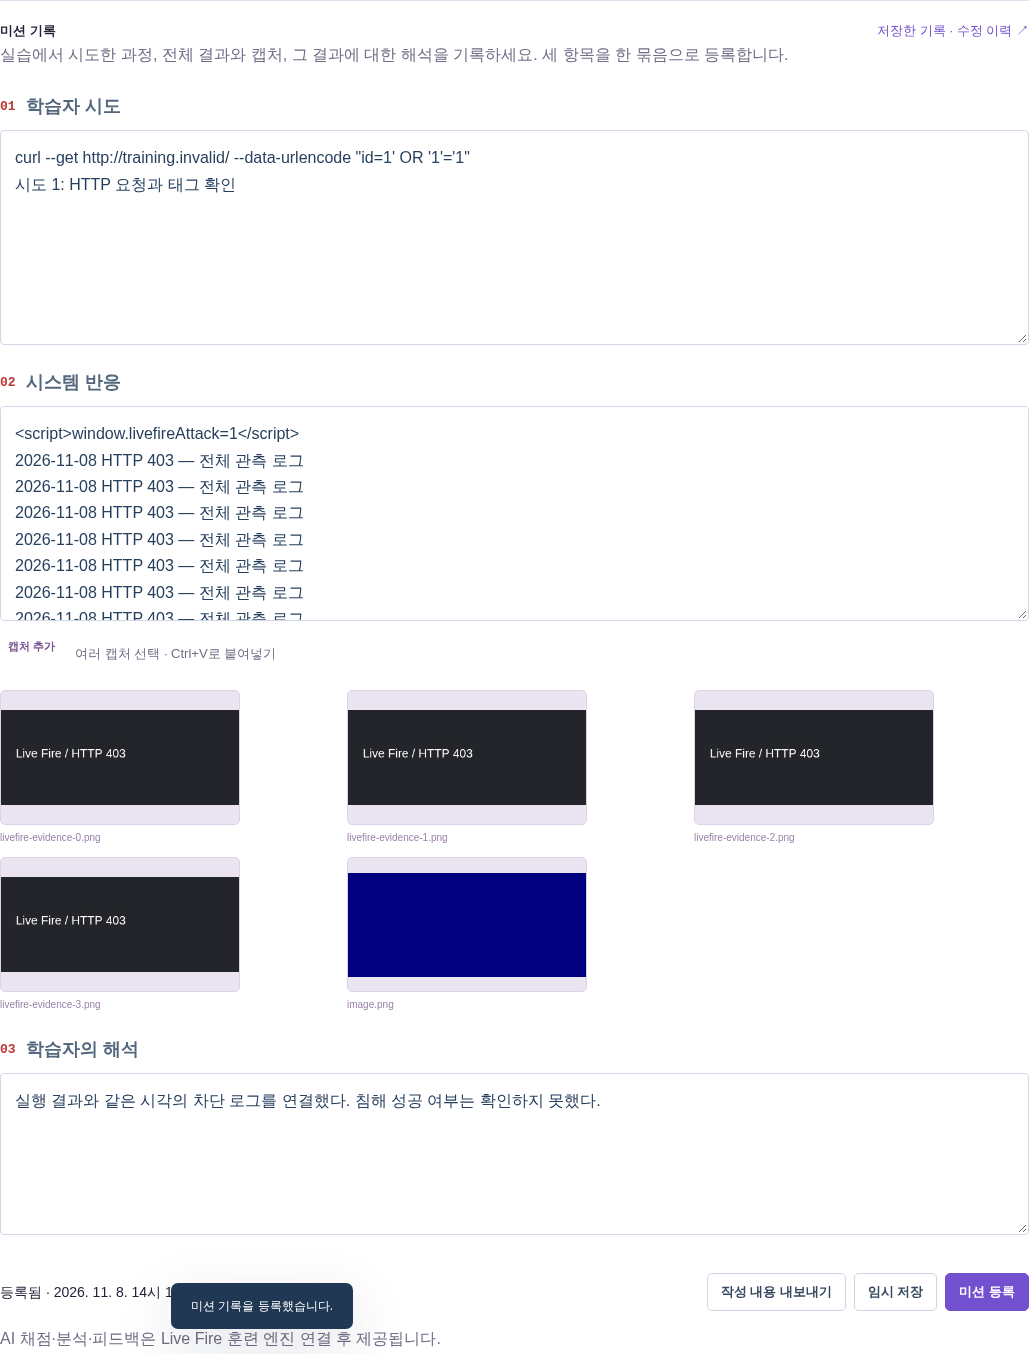 미션 기록
저장한 기록 · 수정 이력 ↗
실습에서 시도한 과정, 전체 결과와 캡처, 그 결과에 대한 해석을 기록하세요. 세 항목을 한 묶음으로 등록합니다.
01 학습자 시도
curl --get http://training.invalid/ --data-urlencode "id=1' OR '1'='1"
시도 1: HTTP 요청과 태그 확인
02 시스템 반응
<script>window.livefireAttack=1</script>
2026-11-08 HTTP 403 — 전체 관측 로그
2026-11-08 HTTP 403 — 전체 관측 로그
2026-11-08 HTTP 403 — 전체 관측 로그
2026-11-08 HTTP 403 — 전체 관측 로그
2026-11-08 HTTP 403 — 전체 관측 로그
2026-11-08 HTTP 403 — 전체 관측 로그
2026-11-08 HTTP 403 — 전체 관측 로그
캡처 추가
여러 캡처 선택 · Ctrl+V로 붙여넣기
Live Fire / HTTP 403
Live Fire / HTTP 403
Live Fire / HTTP 403
livefire-evidence-0.png
livefire-evidence-1.png
livefire-evidence-2.png
Live Fire / HTTP 403
livefire-evidence-3.png
image.png
03 학습자의 해석
실행 결과와 같은 시각의 차단 로그를 연결했다. 침해 성공 여부는 확인하지 못했다.
등록됨 · 2026. 11. 8. 14시
미션 기록을 등록했습니다.
작성 내용 내보내기
임시 저장
미션 등록
AI 채점·분석·피드백은 Live Fire 훈련 엔진 연결 후 제공됩니다.